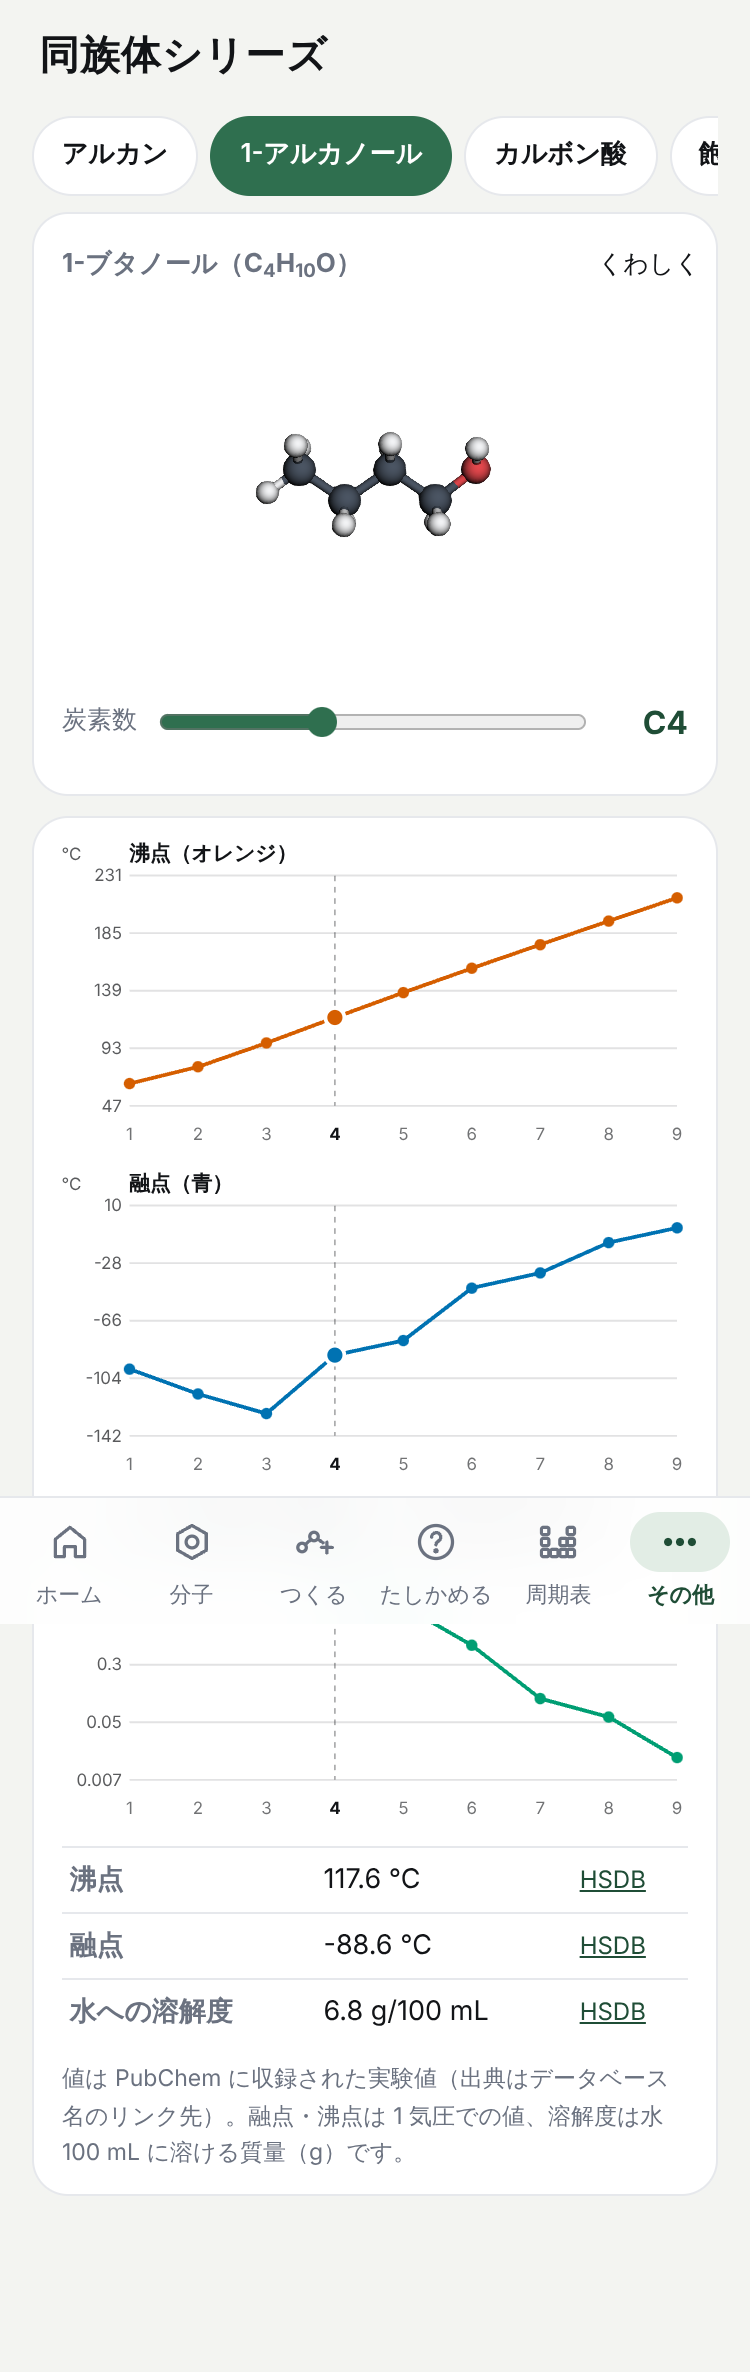 同族体シリーズ
アルカン
1-アルカノール
カルボン酸
飽
1-ブタノール（C₄H₁₀O）
くわしく
炭素数
C4
°C
沸点（オレンジ）
231
185
139
93
47
1 2 3 4 5 6 7 8 9
°C
融点（青）
10
-28
-66
-104
-142
1 2 3 4 5 6 7 8 9
ホーム
分子
つくる
たしかめる
周期表
その他
0.3
0.05
0.007
1 2 3 4 5 6 7 8 9
沸点 117.6 °C HSDB
融点 -88.6 °C HSDB
水への溶解度 6.8 g/100 mL HSDB
値は PubChem に収録された実験値（出典はデータベース
名のリンク先）。融点・沸点は 1 気圧での値、溶解度は水
100 mL に溶ける質量（g）です。